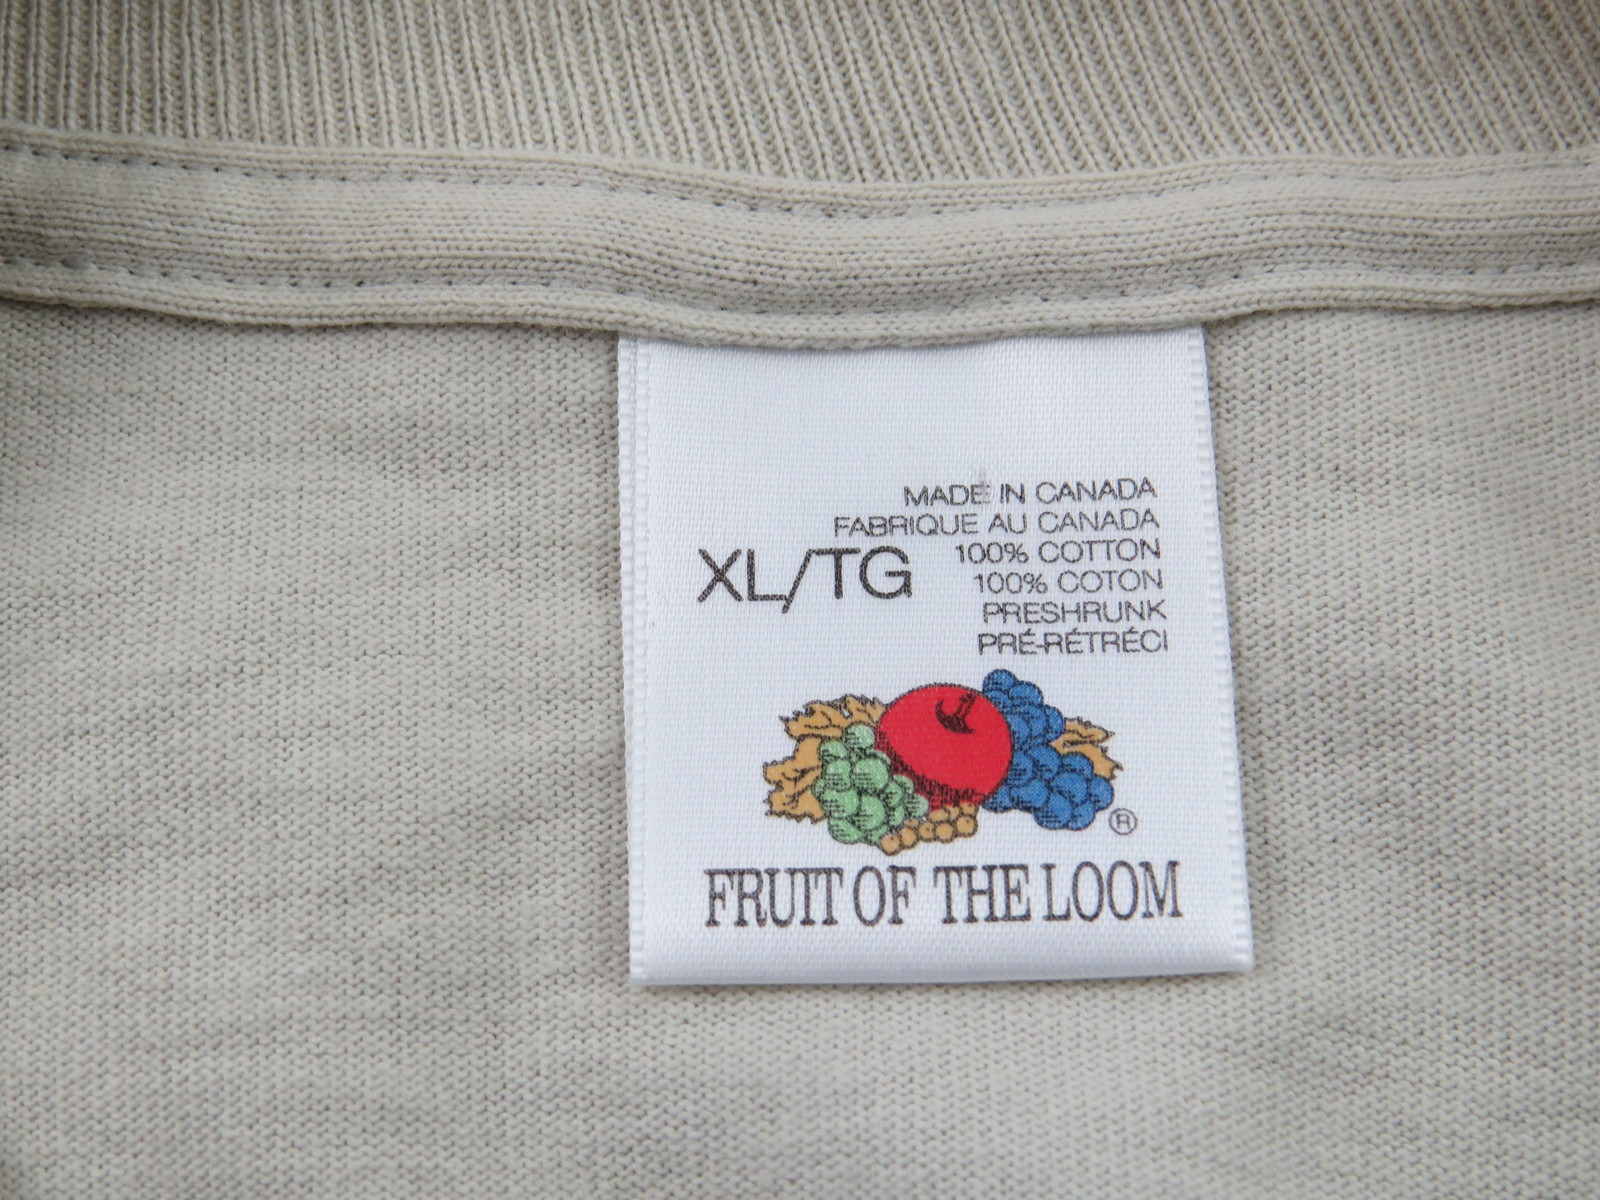 MADE IN CANADA
FABRIQUE AU CANADA
XL/TG
100% COTTON
100% COTON
PRESHRUNK
PRÉ-RÉTRÉCI
®
FRUIT OF THE LOOM